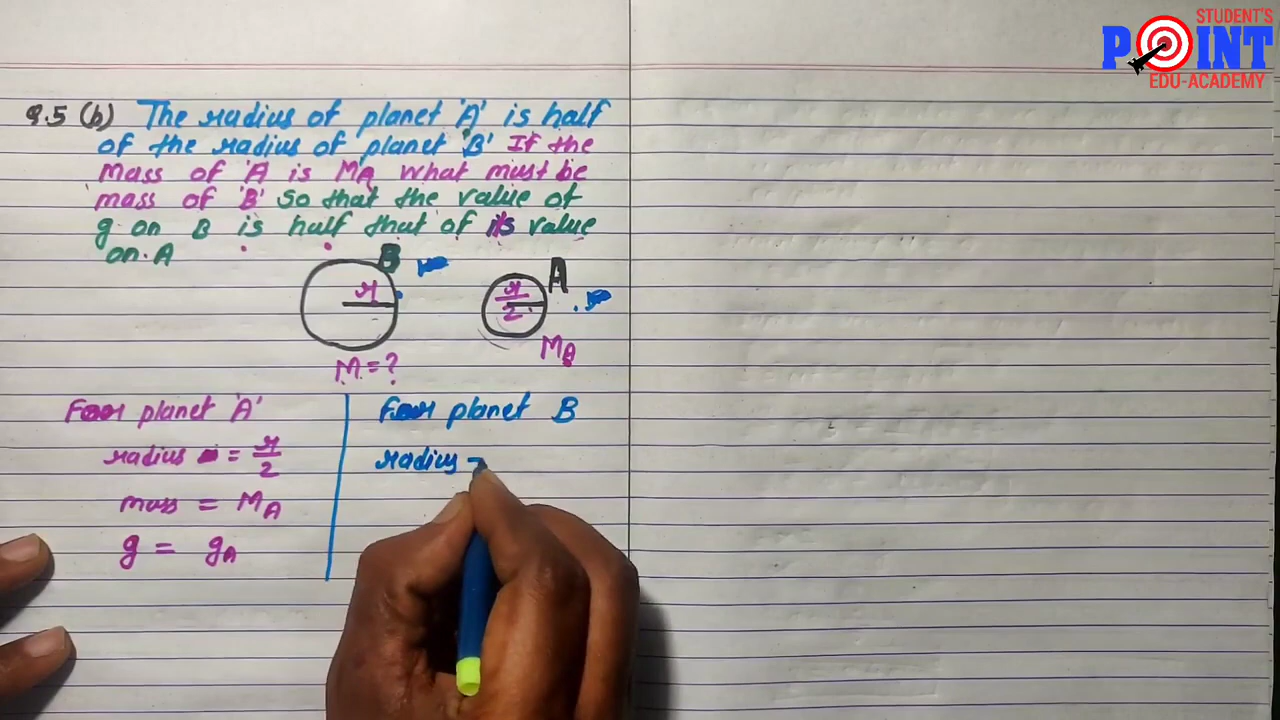 STUDENT'S
POINT
EDU-ACADEMY
Q.5 (b) The radius of planet 'A' is half
of the radius of planet 'B' If the
mass of 'A' is MA what must be
mass of 'B' So that the value of
g on B is half that of its value
on A
B
A
r
r/2
MA
M=?
For planet 'A'
radius = r/2
mass = MA
g = gA
For planet B
radius =